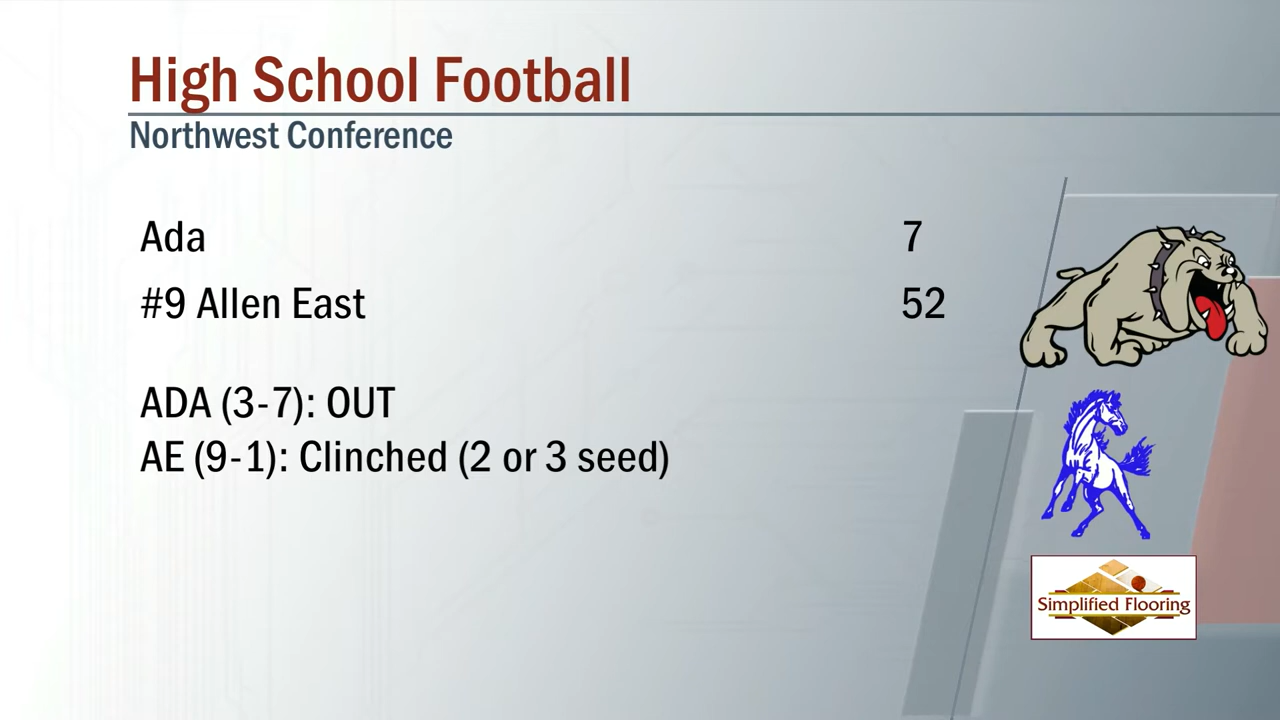 High School Football
Northwest Conference
Ada 7
#9 Allen East 52
ADA (3-7): OUT
AE (9-1): Clinched (2 or 3 seed)
Simplified Flooring